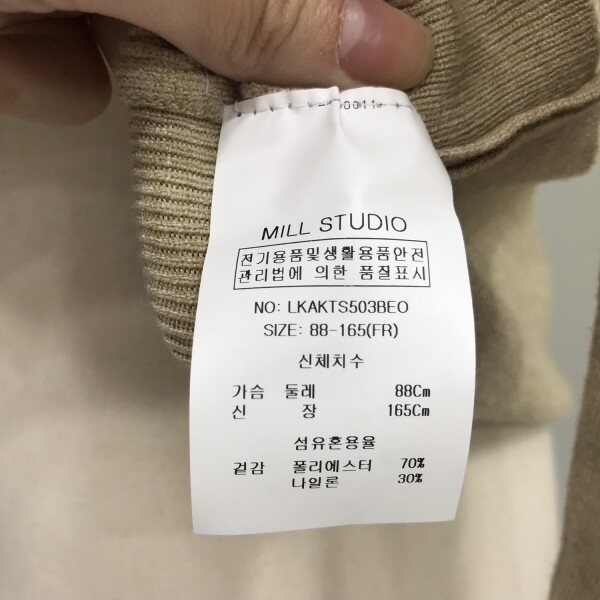 0011
MILL STUDIO
전기용품및생활용품안전
관리법에 의한 품질표시
NO: LKAKTS503BEO
SIZE: 88-165(FR)
신체치수
가슴 둘레 88Cm
신 장 165Cm
섬유혼용율
겉감 폴리에스터 70%
나일론 30%